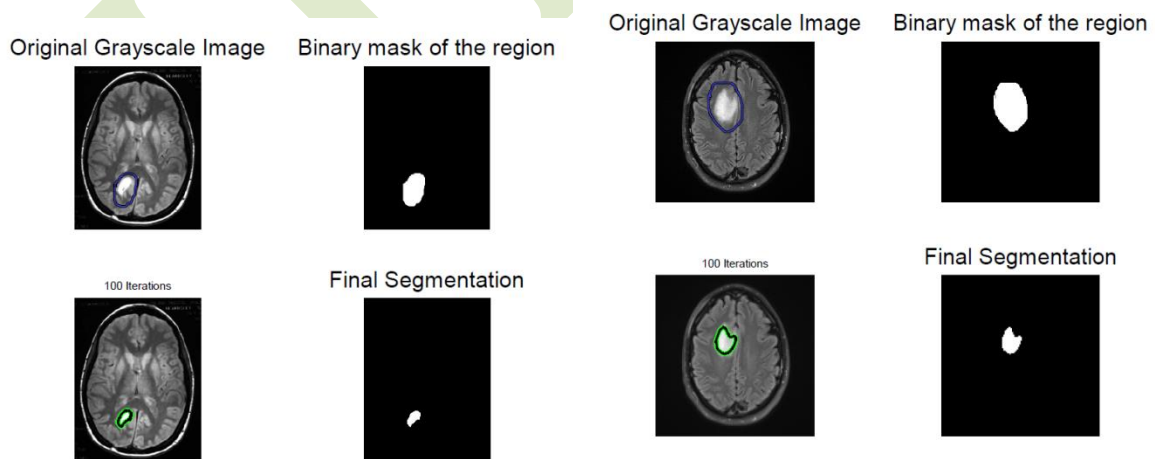 Original Grayscale Image
Binary mask of the region
100 Iterations
Final Segmentation
Original Grayscale Image
Binary mask of the region
100 Iterations
Final Segmentation